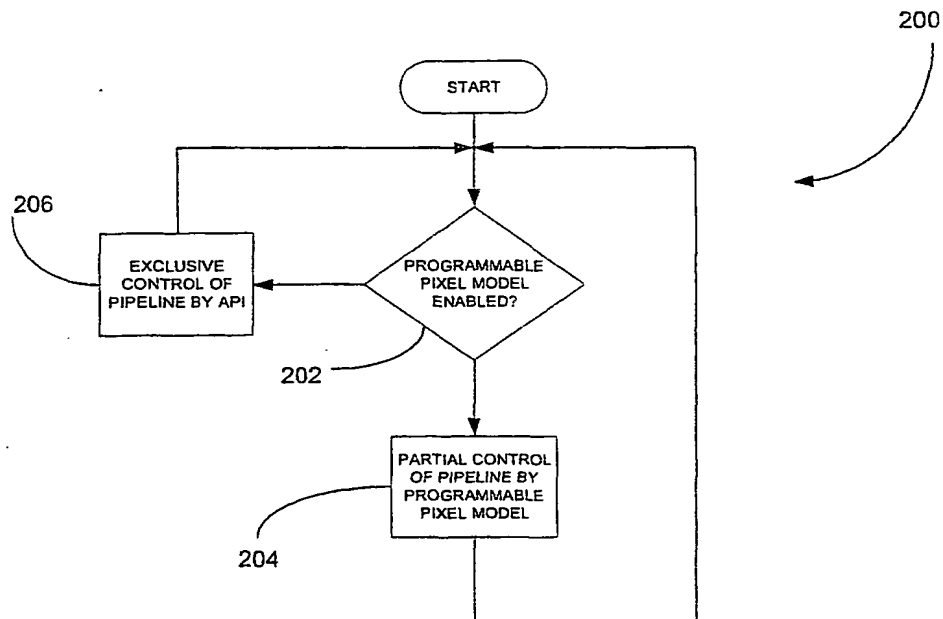 200
START
206
EXCLUSIVE
CONTROL OF
PIPELINE BY API
PROGRAMMABLE
PIXEL MODEL
ENABLED?
202
PARTIAL CONTROL
OF PIPELINE BY
PROGRAMMABLE
PIXEL MODEL
204